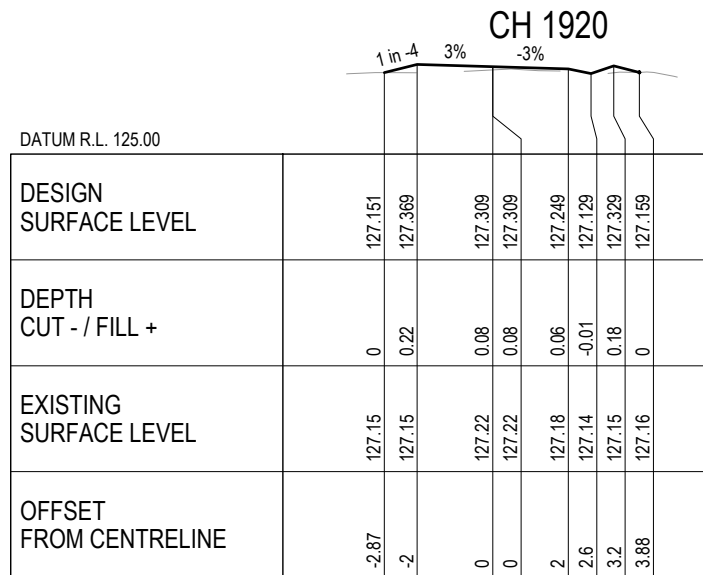 CH 1920
1 in -4 3% -3%
DATUM R.L. 125.00
DESIGN
SURFACE LEVEL
127.151 127.369 127.309 127.309 127.249 127.129 127.329 127.159
DEPTH
CUT - / FILL +
0 0.22 0.08 0.08 0.06 -0.01 0.18 0
EXISTING
SURFACE LEVEL
127.15 127.15 127.22 127.22 127.18 127.14 127.15 127.16
OFFSET
FROM CENTRELINE
-2.87 -2 0 0 2 2.6 3.2 3.88